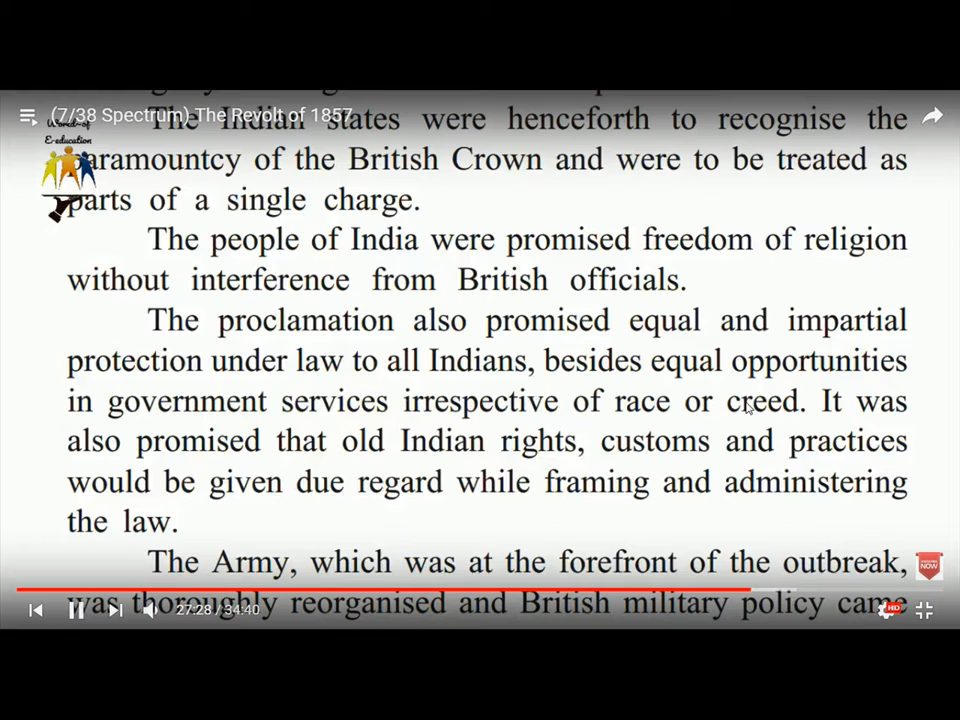 (7/38 Spectrum) The Revolt of 1857
World of
E-education
The Indian states were henceforth to recognise the
paramountcy of the British Crown and were to be treated as
parts of a single charge.
The people of India were promised freedom of religion
without interference from British officials.
The proclamation also promised equal and impartial
protection under law to all Indians, besides equal opportunities
in government services irrespective of race or creed. It was
also promised that old Indian rights, customs and practices
would be given due regard while framing and administering
the law.
The Army, which was at the forefront of the outbreak,
NOW
was thoroughly reorganised and British military policy came
27:28 / 34:40
HD